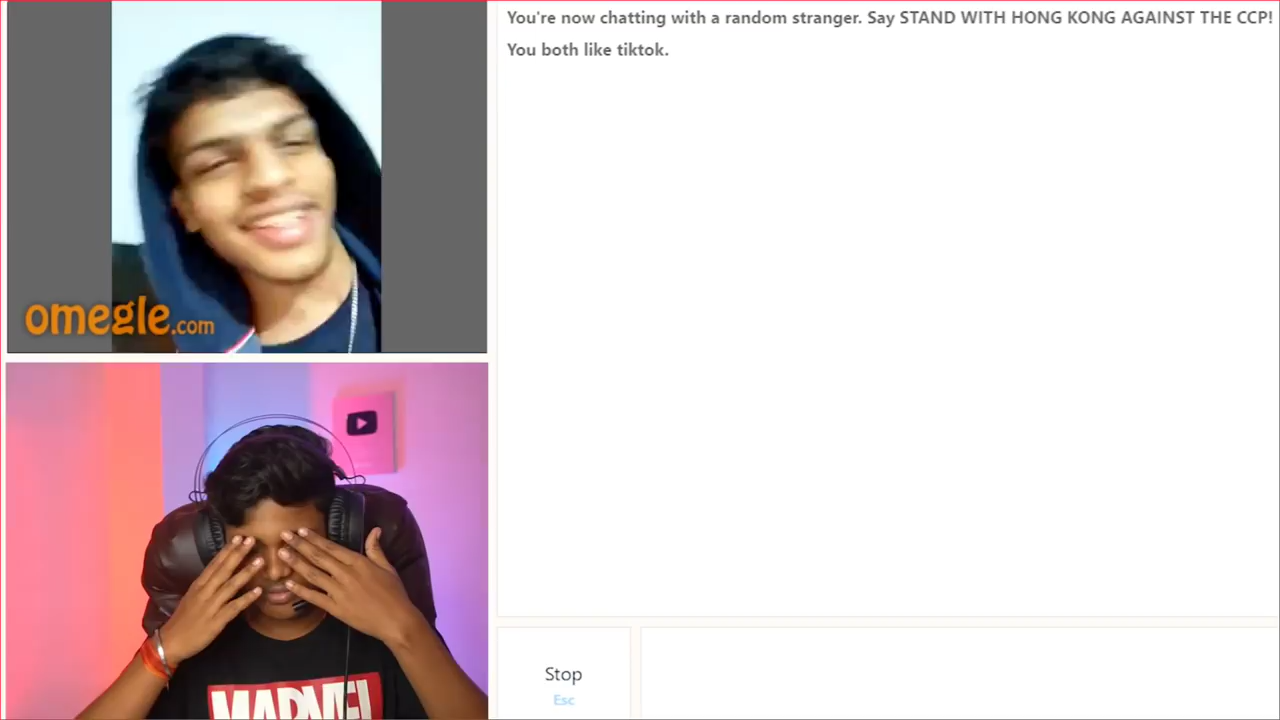 You're now chatting with a random stranger. Say STAND WITH HONG KONG AGAINST THE CCP!
You both like tiktok.
omegle.com
MARVEL
Stop
Esc